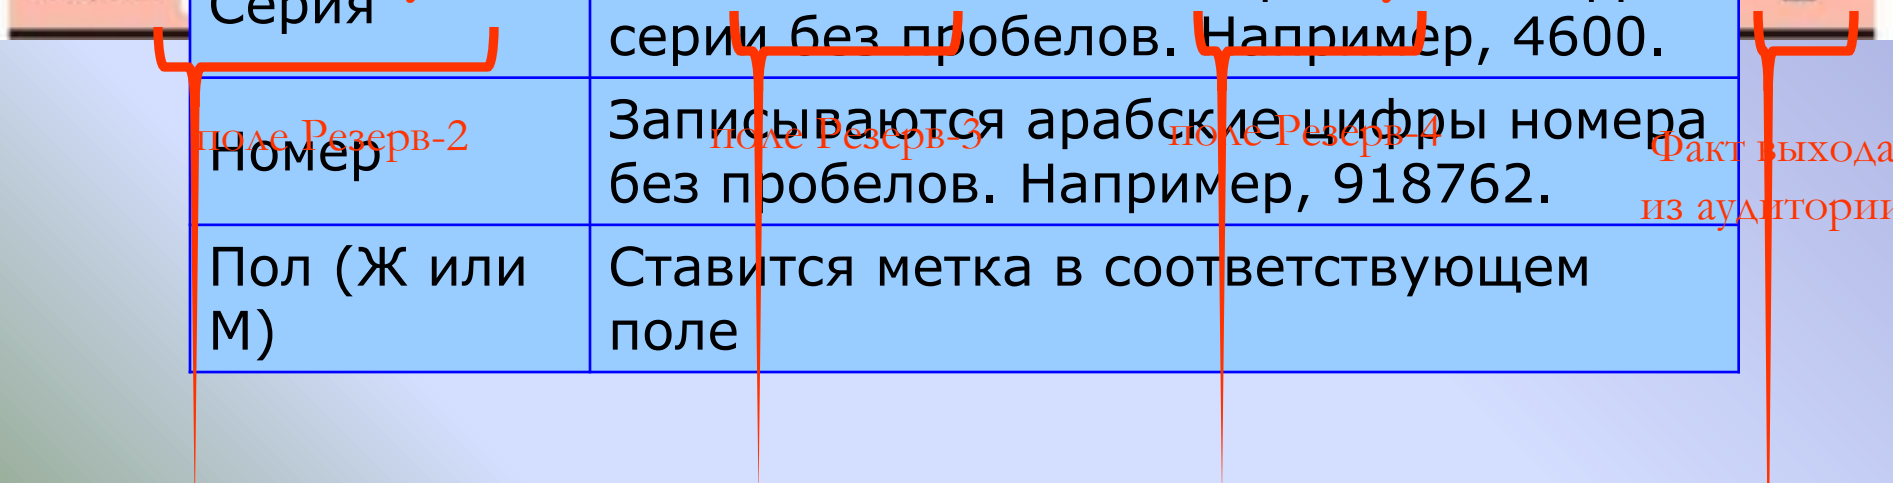 Серия
серии без пробелов. Например, 4600.
Номер
Записываются арабские цифры номера
без пробелов. Например, 918762.
Пол (Ж или
М)
Ставится метка в соответствующем
поле
поле Резерв-2
поле Резерв-3
поле Резерв-4
Факт выхода
из аудитории